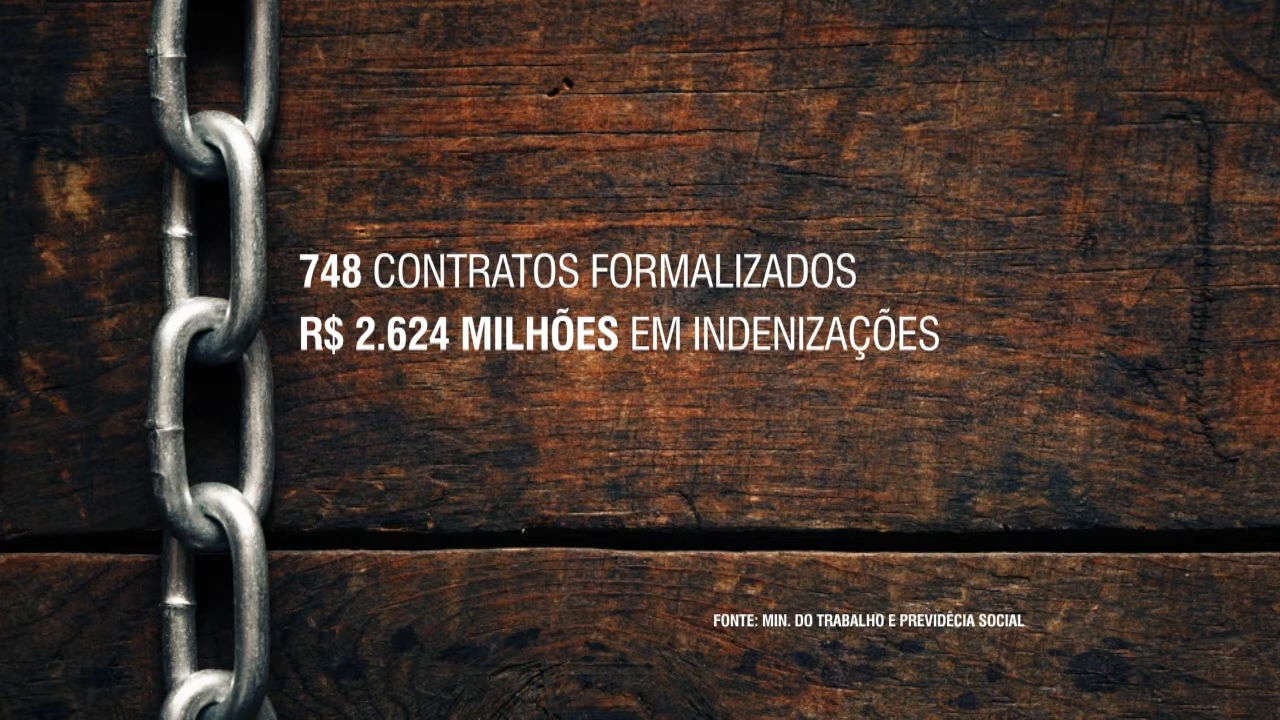 748 CONTRATOS FORMALIZADOS
R$ 2.624 MILHÕES EM INDENIZAÇÕES
FONTE: MIN. DO TRABALHO E PREVIDÊCIA SOCIAL